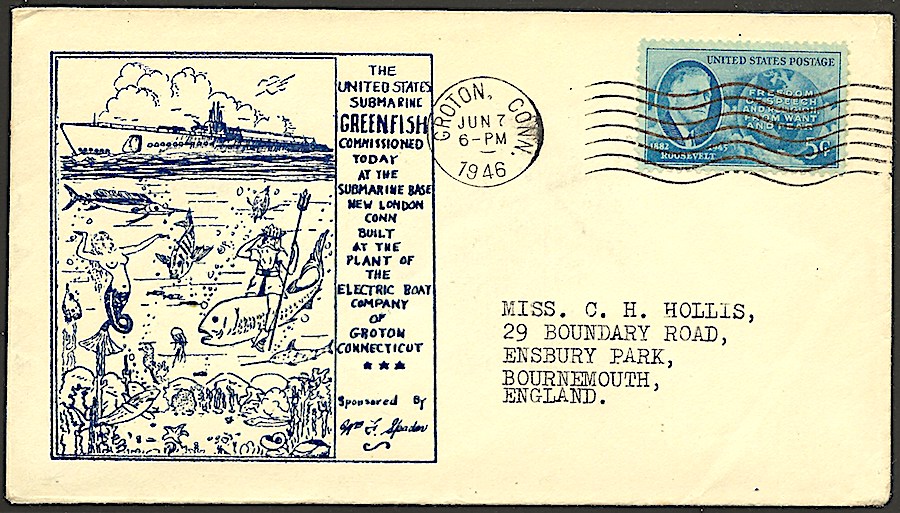 THE
UNITED STATES
SUBMARINE
GREENFISH
COMMISSIONED
TODAY
AT THE
SUBMARINE BASE
NEW LONDON
CONN
BUILT
AT THE
PLANT OF
THE
ELECTRIC BOAT
COMPANY
OF
GROTON
CONNECTICUT
★ ★ ★
Sponsored By
GROTON, CONN.
JUN 7
6-PM
1946
UNITED STATES POSTAGE
FREEDOM
OF SPEECH
FROM WANT
1882
ROOSEVELT
5¢
MISS. C. H. HOLLIS,
29 BOUNDARY ROAD,
ENSBURY PARK,
BOURNEMOUTH,
ENGLAND.